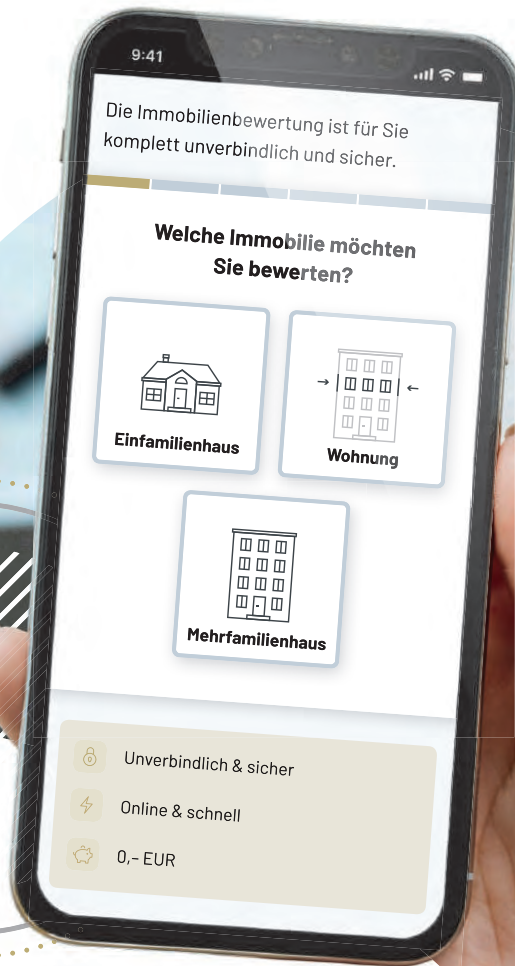 9:41
Die Immobilienbewertung ist für Sie
komplett unverbindlich und sicher.
Welche Immobilie möchten
Sie bewerten?
Einfamilienhaus
Wohnung
Mehrfamilienhaus
Unverbindlich & sicher
Online & schnell
0,– EUR